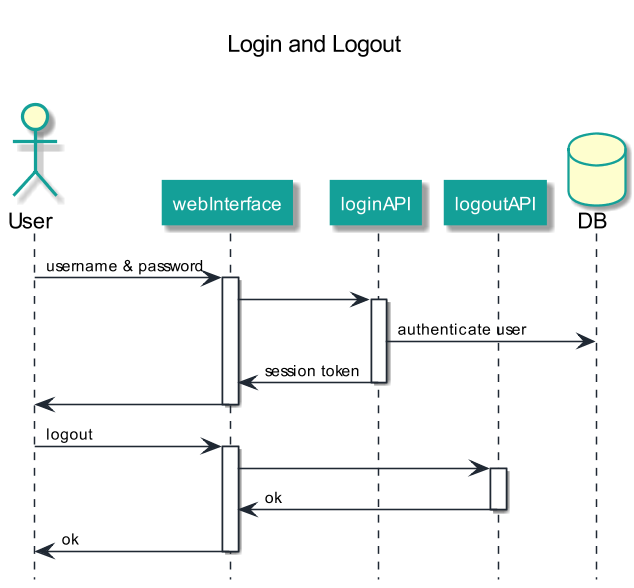 Login and Logout
User
webInterface
loginAPI
logoutAPI
DB
username & password
authenticate user
session token
logout
ok
ok